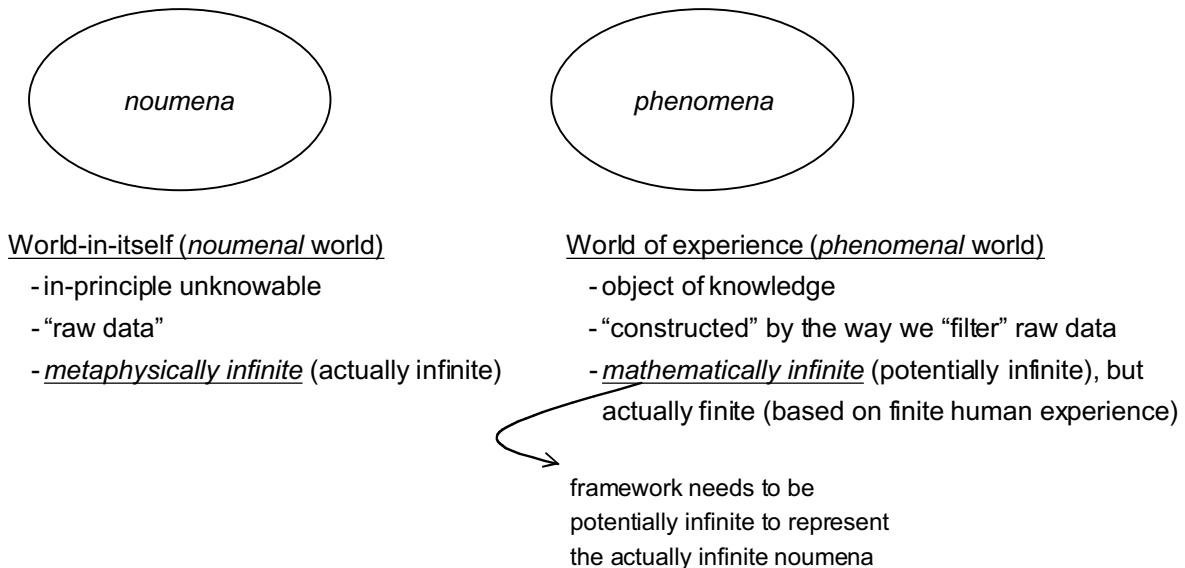 noumena
phenomena
World-in-itself (noumenal world)
- in-principle unknowable
- “raw data”
- metaphysically infinite (actually infinite)
World of experience (phenomenal world)
- object of knowledge
- “constructed” by the way we “filter” raw data
- mathematically infinite (potentially infinite), but
actually finite (based on finite human experience)
framework needs to be
potentially infinite to represent
the actually infinite noumena